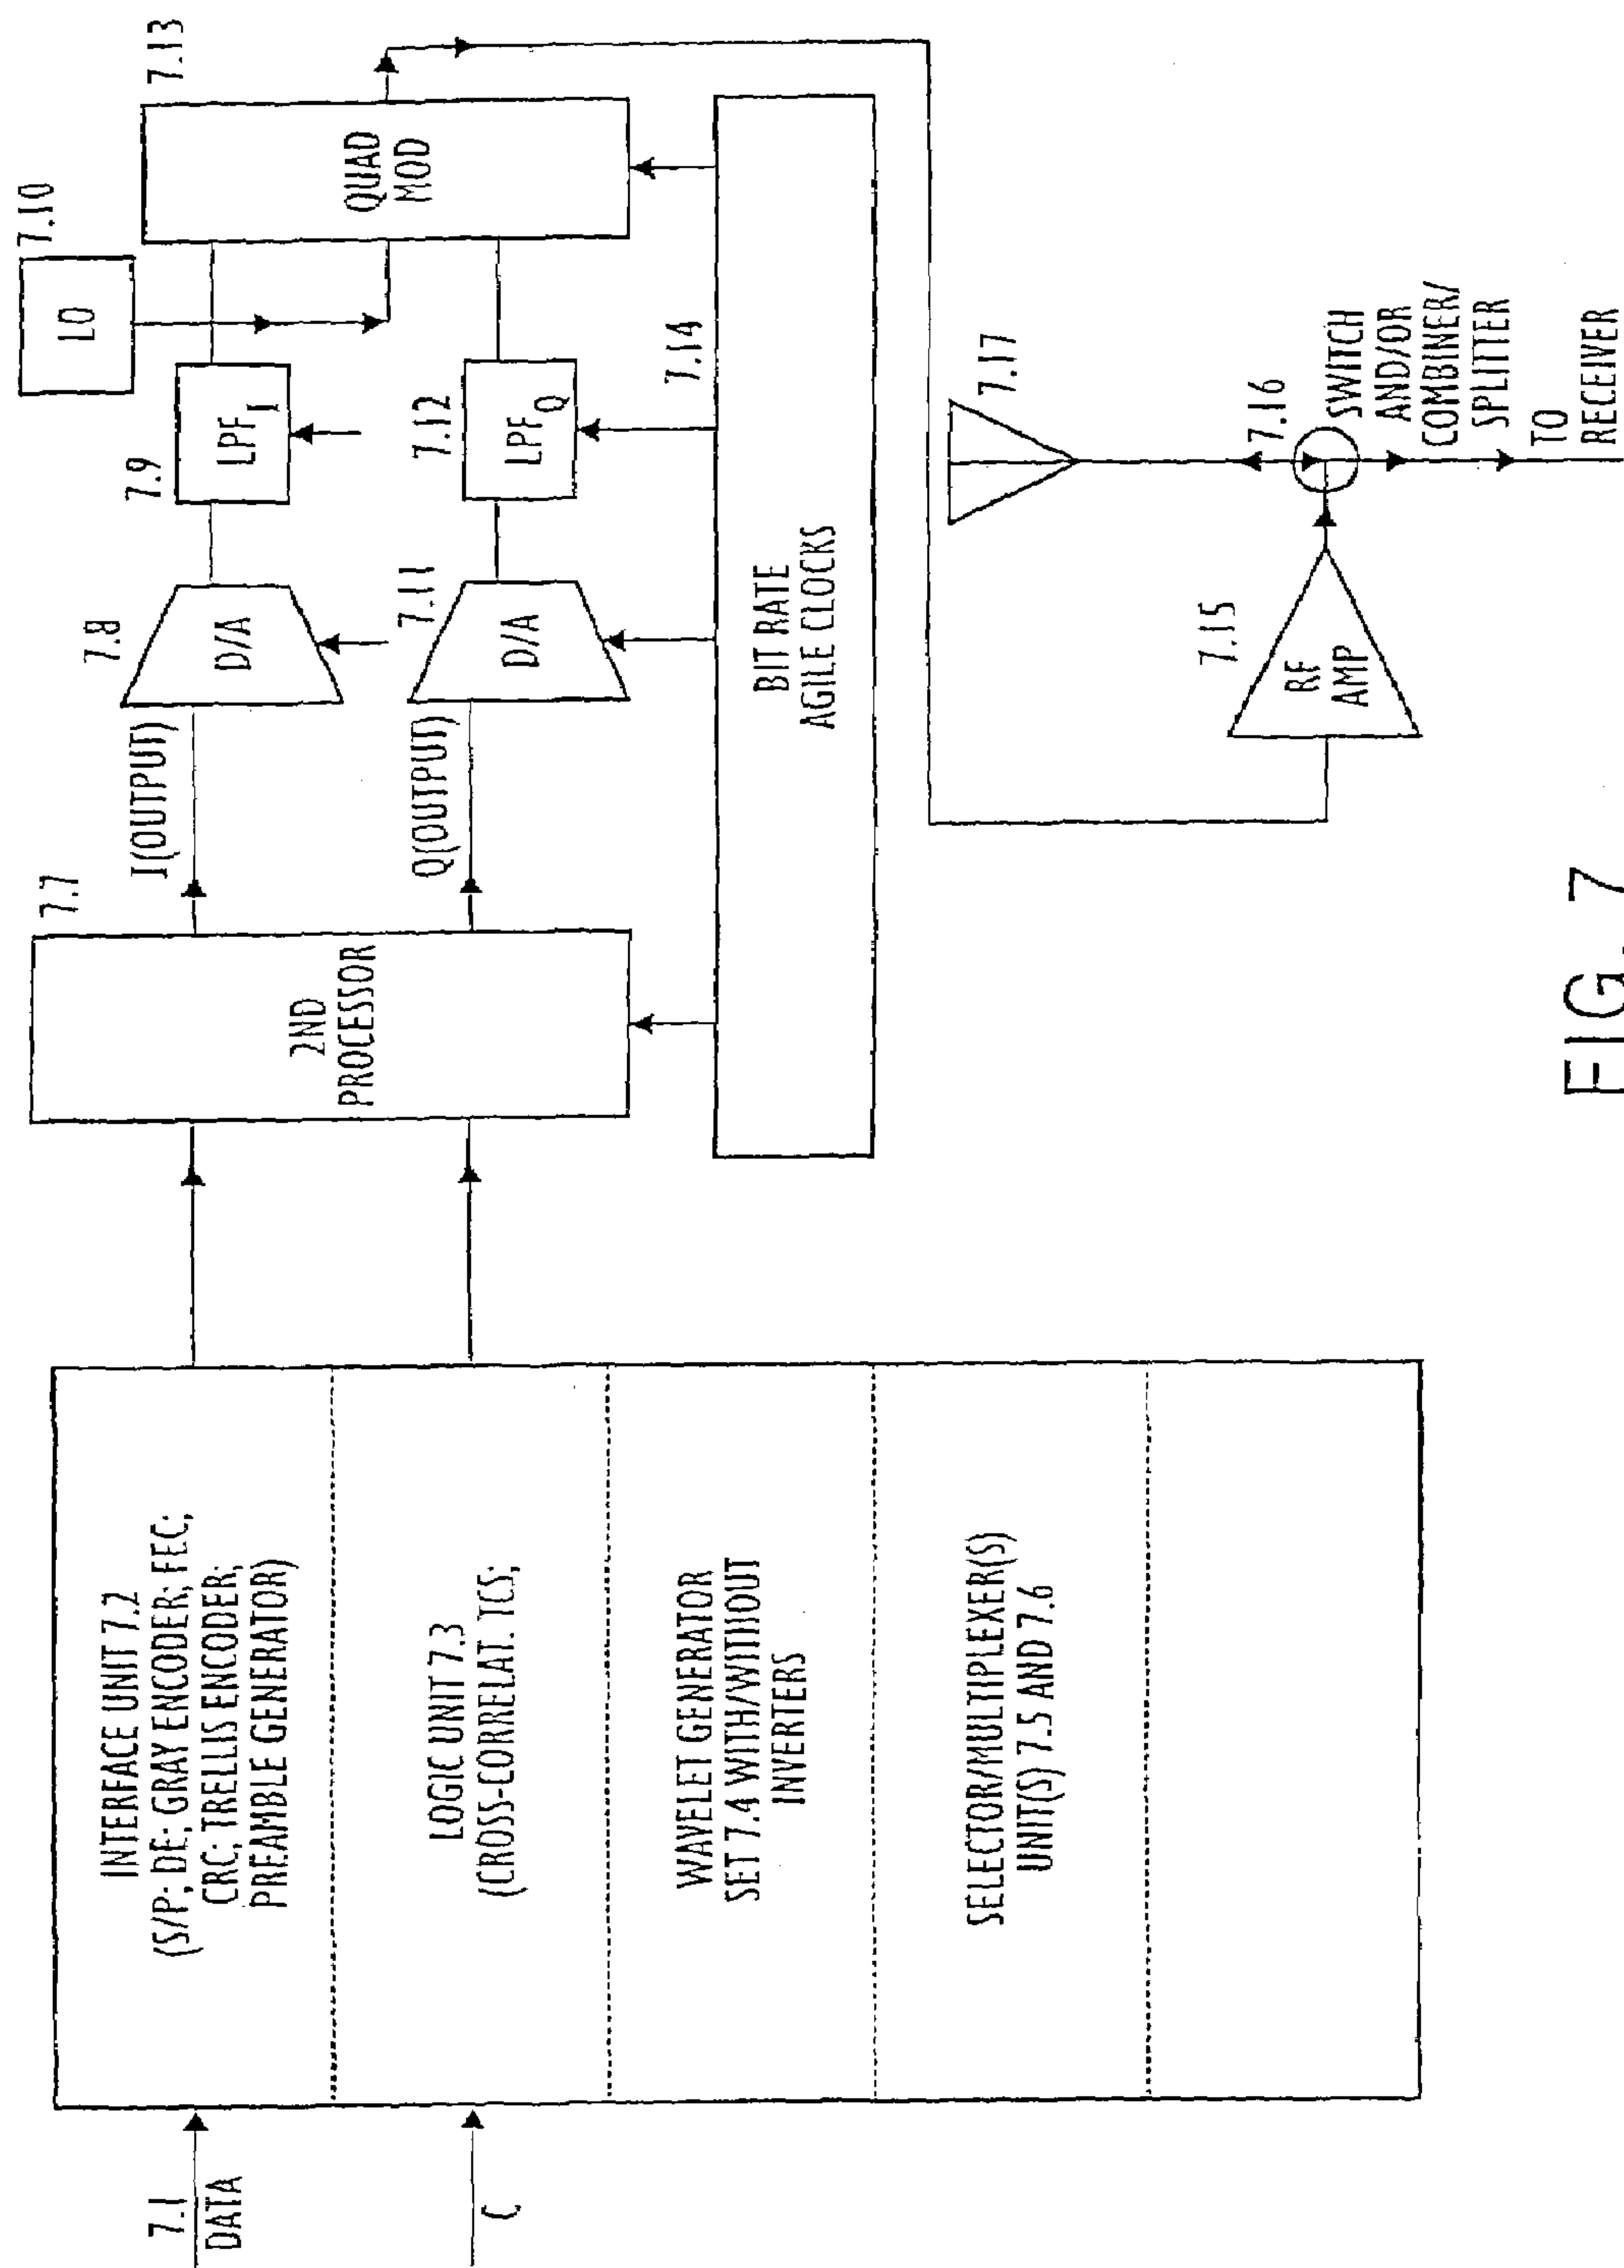 7.1
DATA
C
INTERFACE UNIT 7.2
(S/P; DE; GRAY ENCODER; FEC;
CRC; TRELLIS ENCODER;
PREAMBLE GENERATOR)
LOGIC UNIT 7.3
(CROSS-CORRELAT. TCS;
WAVELET GENERATOR
SET 7.4 WITH/WITHOUT
INVERTERS
SELECTOR/MULTIPLEXER(S)
UNIT(S) 7.5 AND 7.6
7.7
2ND
PROCESSOR
I(OUTPUT)
Q(OUTPUT)
7.8
D/A
7.11
D/A
7.9
LPF I
7.12
LPF Q
7.10
LO
7.13
QUAD
MOD
7.14
BIT RATE
AGILE CLOCKS
7.15
RF
AMP
7.17
7.16
SWITCH
AND/OR
COMBINER/
SPLITTER
TO
RECEIVER
FIG. 7